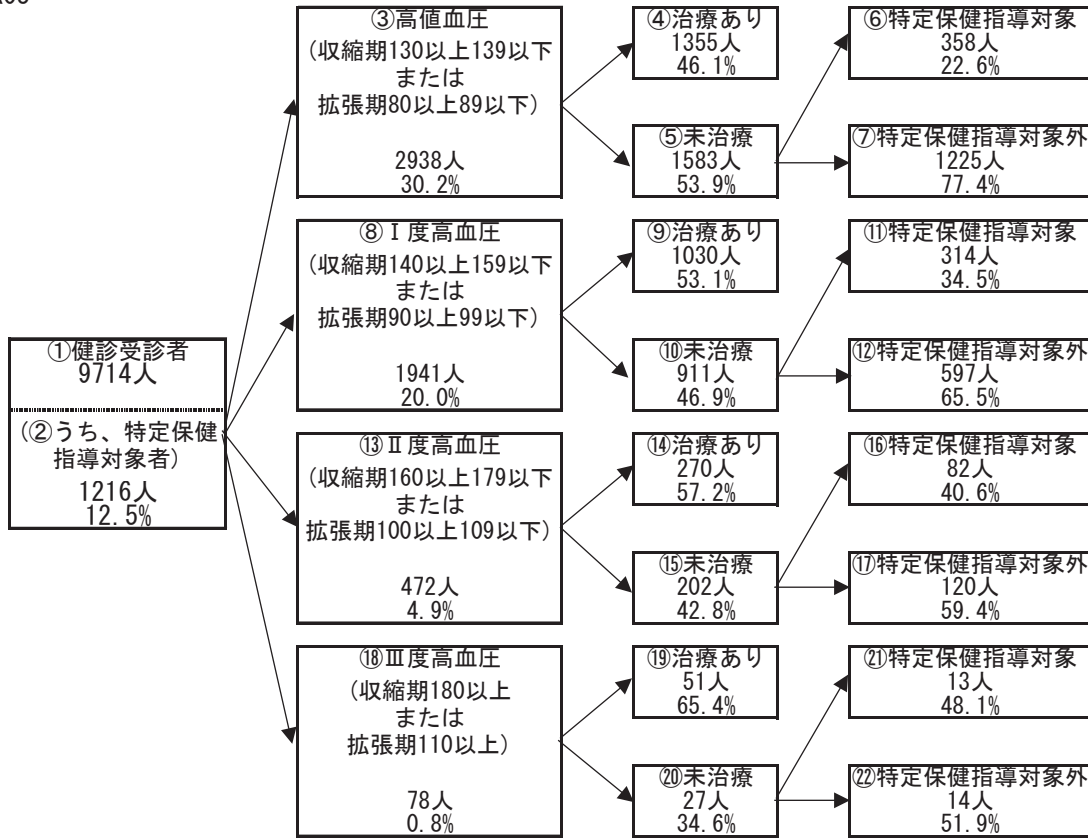 ①健診受診者
9714人
(②うち、特定保健
指導対象者)
1216人
12.5%
③高値血圧
(収縮期130以上139以下
または
拡張期80以上89以下)
2938人
30.2%
④治療あり
1355人
46.1%
⑤未治療
1583人
53.9%
⑥特定保健指導対象
358人
22.6%
⑦特定保健指導対象外
1225人
77.4%
⑧Ⅰ度高血圧
(収縮期140以上159以下
または
拡張期90以上99以下)
1941人
20.0%
⑨治療あり
1030人
53.1%
⑩未治療
911人
46.9%
⑪特定保健指導対象
314人
34.5%
⑫特定保健指導対象外
597人
65.5%
⑬Ⅱ度高血圧
(収縮期160以上179以下
または
拡張期100以上109以下)
472人
4.9%
⑭治療あり
270人
57.2%
⑮未治療
202人
42.8%
⑯特定保健指導対象
82人
40.6%
⑰特定保健指導対象外
120人
59.4%
⑱Ⅲ度高血圧
(収縮期180以上
または
拡張期110以上)
78人
0.8%
⑲治療あり
51人
65.4%
⑳未治療
27人
34.6%
㉑特定保健指導対象
13人
48.1%
㉒特定保健指導対象外
14人
51.9%